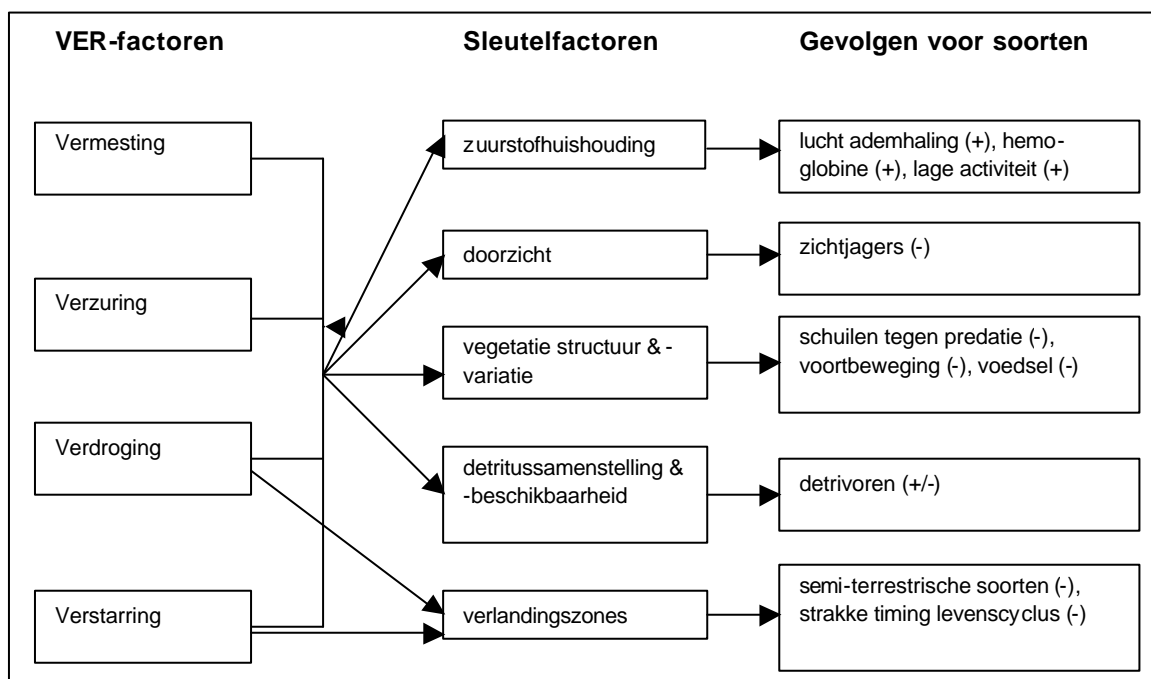 VER-factoren
Sleutelfactoren
Gevolgen voor soorten
Vermesting
zuurstofhuishouding
lucht ademhaling (+), hemo-
globine (+), lage activiteit (+)
doorzicht
zichtjagers (-)
Verzuring
vegetatie structuur & -
variatie
schuilen tegen predatie (-),
voortbeweging (-), voedsel (-)
Verdroging
detritussamenstelling &
-beschikbaarheid
detrivoren (+/-)
Verstarring
verlandingszones
semi-terrestrische soorten (-),
strakke timing levenscyclus (-)